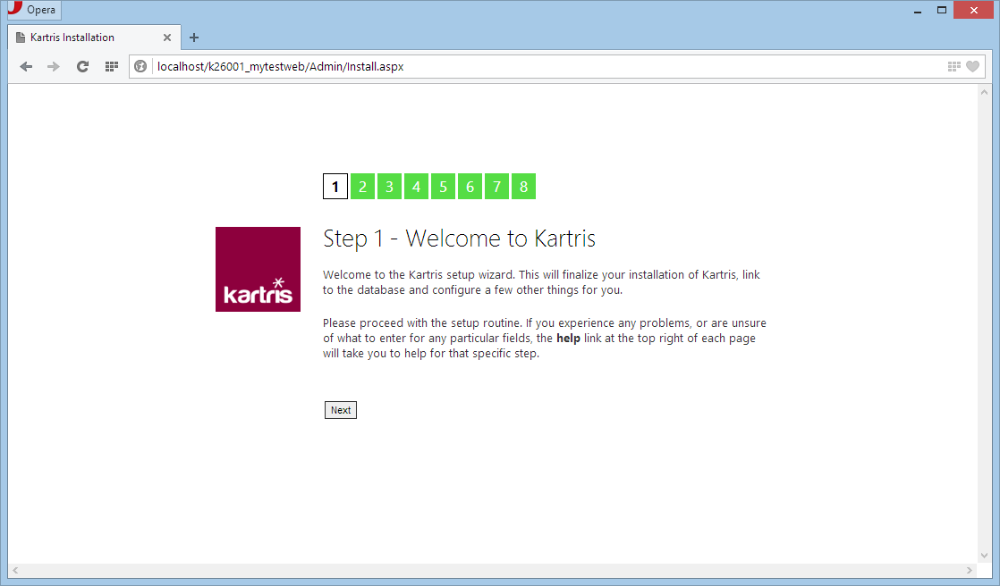 Opera
Kartris Installation
localhost/k26001_mytestweb/Admin/Install.aspx
1 2 3 4 5 6 7 8
kartris
Step 1 - Welcome to Kartris
Welcome to the Kartris setup wizard. This will finalize your installation of Kartris, link
to the database and configure a few other things for you.
Please proceed with the setup routine. If you experience any problems, or are unsure
of what to enter for any particular fields, the help link at the top right of each page
will take you to help for that specific step.
Next